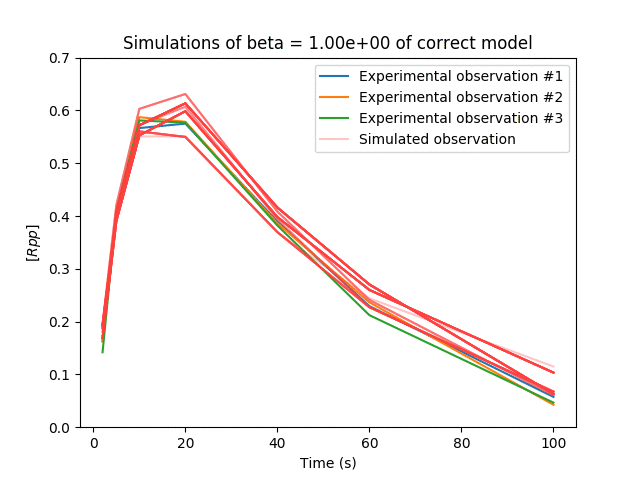 Simulations of beta = 1.00e+00 of correct model
0.7
0.6
0.5
0.4
0.3
0.2
0.1
0.0
[Rpp]
Experimental observation #1
Experimental observation #2
Experimental observation #3
Simulated observation
0 20 40 60 80 100
Time (s)